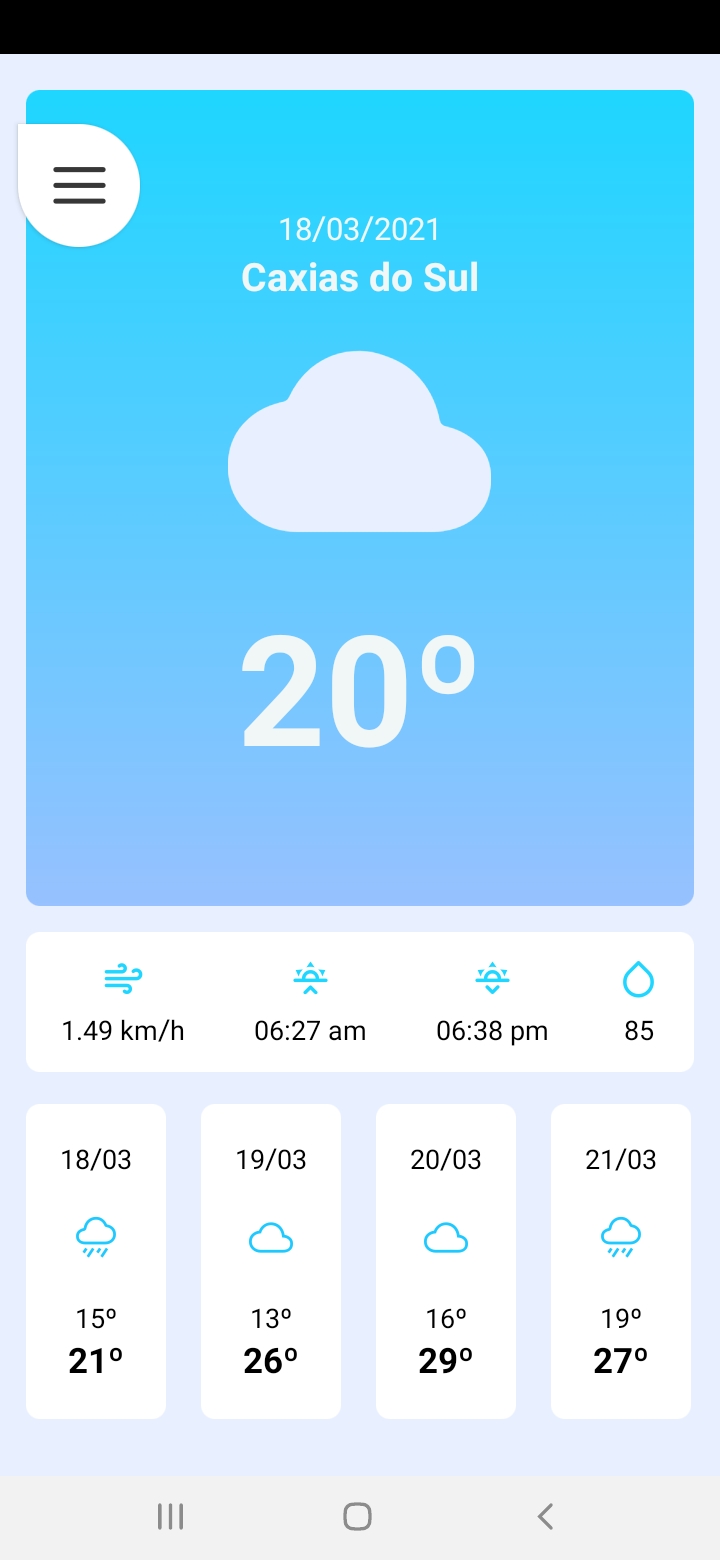 18/03/2021
Caxias do Sul
20º
1.49 km/h 06:27 am 06:38 pm 85
18/03 19/03 20/03 21/03
15º 13º 16º 19º
21º 26º 29º 27º